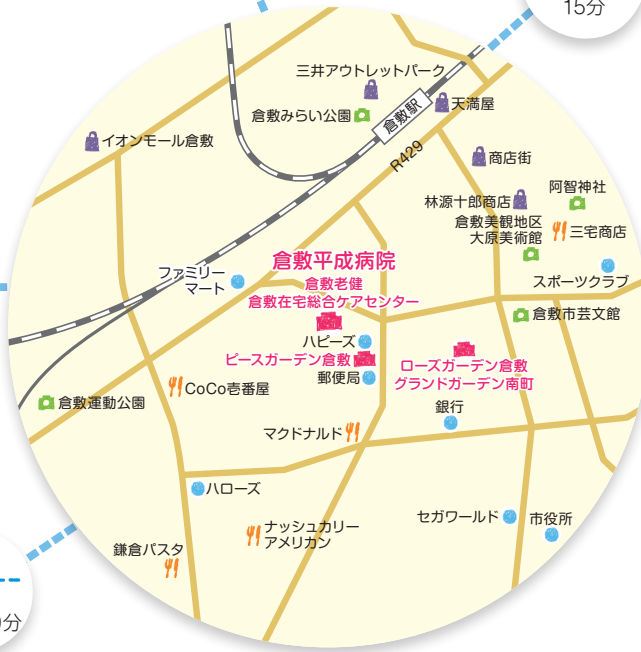 15分
三井アウトレットパーク
倉敷みらい公園
倉敷駅
天満屋
イオンモール倉敷
R429
商店街
阿智神社
林源十郎商店
倉敷美観地区
大原美術館
三宅商店
倉敷平成病院
倉敷老健
倉敷在宅総合ケアセンター
ファミリー
マート
スポーツクラブ
倉敷市芸文館
ハピーズ
ピースガーデン倉敷
郵便局
ローズガーデン倉敷
グランドガーデン南町
CoCo壱番屋
倉敷運動公園
銀行
マクドナルド
ハローズ
セガワールド
市役所
ナッシュカリー
アメリカン
鎌倉パスタ
分